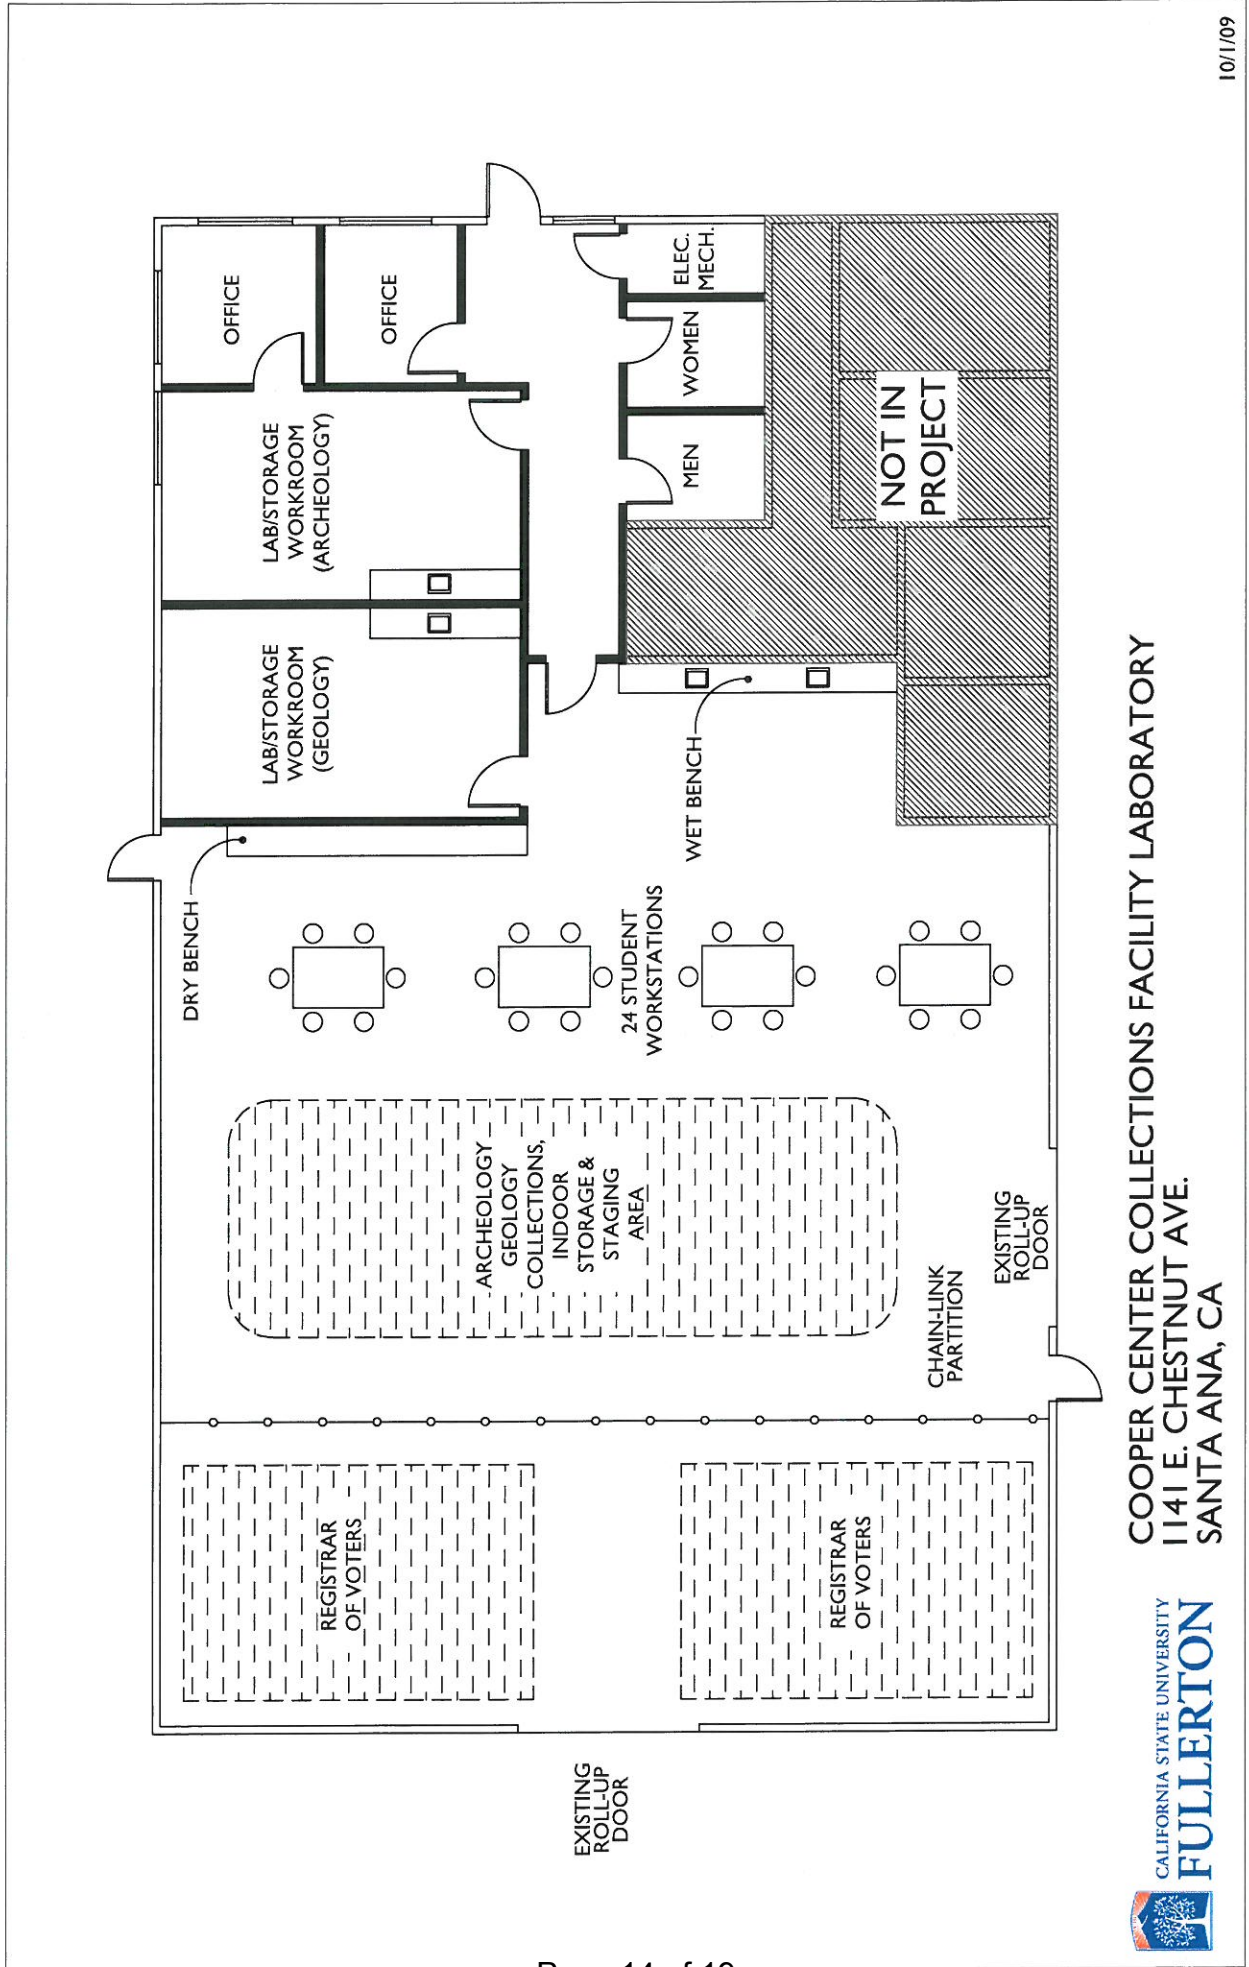 DRY BENCH
OFFICE
LAB/STORAGE
WORKROOM
(GEOLOGY)
LAB/STORAGE
WORKROOM
(ARCHEOLOGY)
REGISTRAR
OF VOTERS
OFFICE
ARCHEOLOGY
GEOLOGY
COLLECTIONS,
INDOOR
STORAGE &
STAGING
AREA
EXISTING
ROLL-UP
DOOR
24 STUDENT
WORKSTATIONS
WET BENCH
MEN
WOMEN
ELEC.
MECH.
REGISTRAR
OF VOTERS
NOT IN
PROJECT
CHAIN-LINK
PARTITION
EXISTING
ROLL-UP
DOOR
CALIFORNIA STATE UNIVERSITY
FULLERTON
COOPER CENTER COLLECTIONS FACILITY LABORATORY
1141 E. CHESTNUT AVE.
SANTA ANA, CA
10/1/09